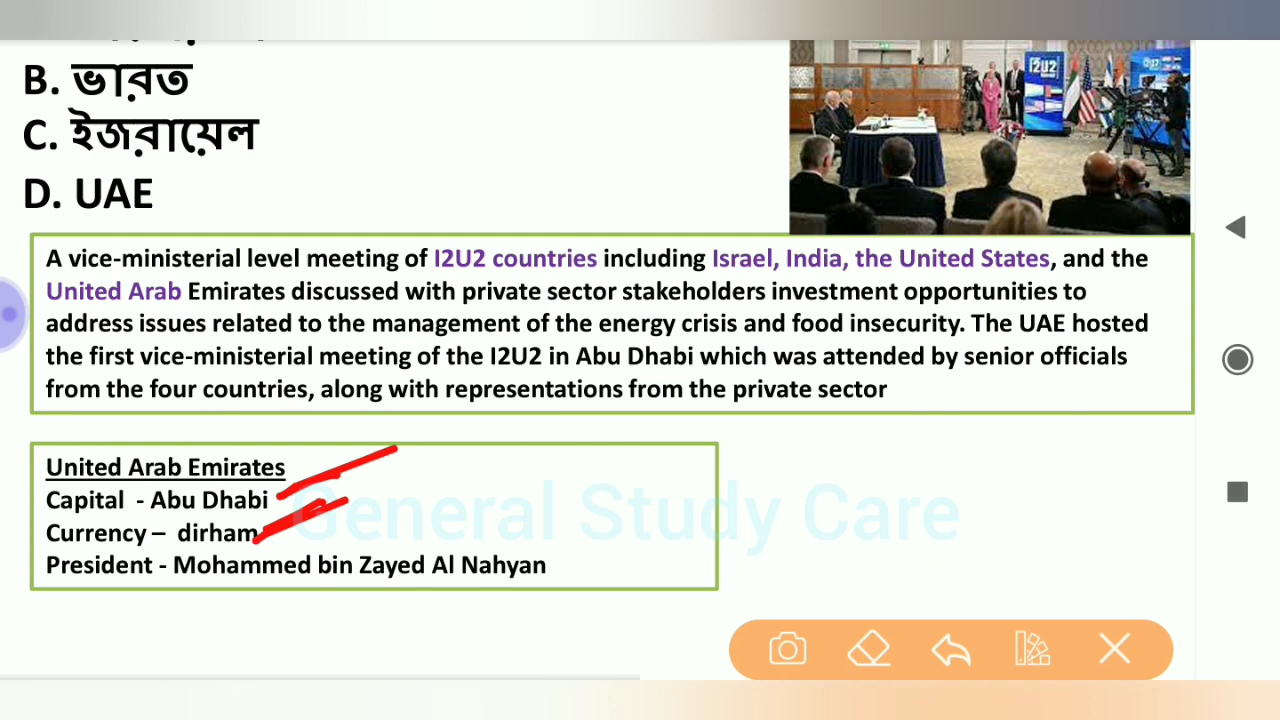 B. ভারত
C. ইজরায়েল
D. UAE
I2U2
A vice-ministerial level meeting of I2U2 countries including Israel, India, the United States, and the
United Arab Emirates discussed with private sector stakeholders investment opportunities to
address issues related to the management of the energy crisis and food insecurity. The UAE hosted
the first vice-ministerial meeting of the I2U2 in Abu Dhabi which was attended by senior officials
from the four countries, along with representations from the private sector
United Arab Emirates
Capital - Abu Dhabi
Currency – dirham
President - Mohammed bin Zayed Al Nahyan
General Study Care